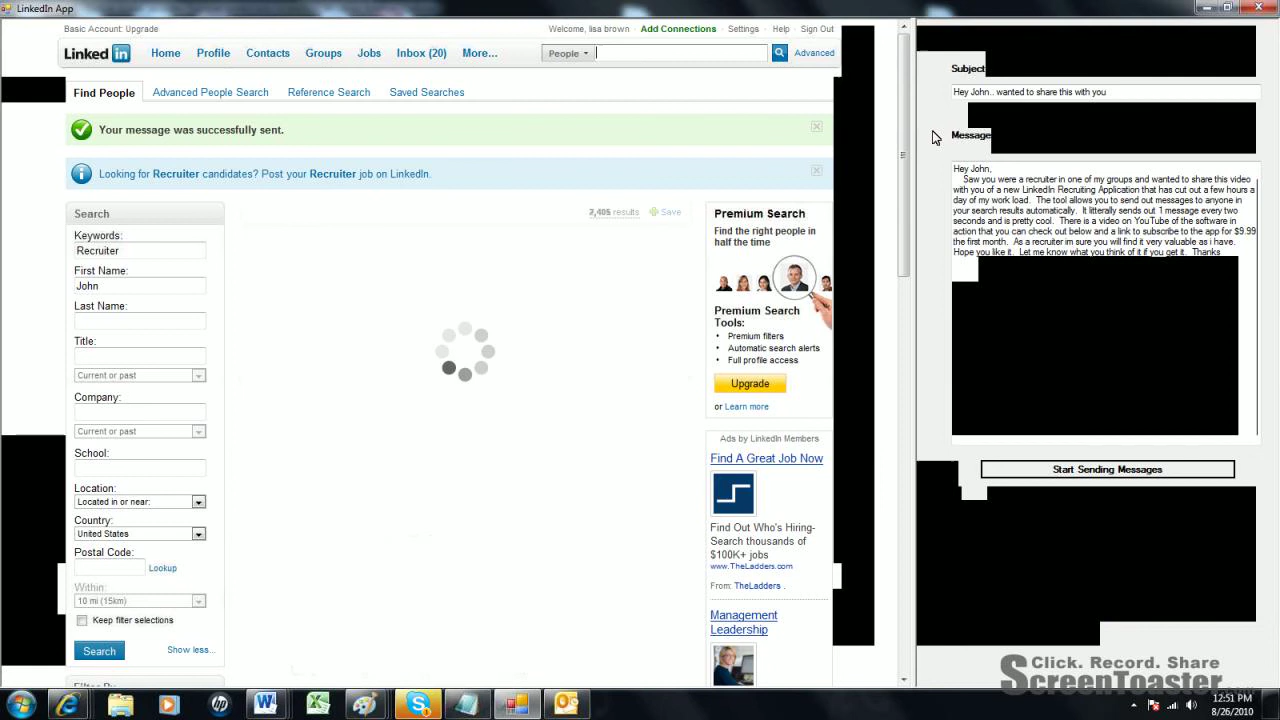 LinkedIn App
Basic Account: Upgrade
Welcome, lisa brown · Add Connections Settings Help Sign Out
Linked in Home Profile Contacts Groups Jobs Inbox (20) More... People Advanced
Find People Advanced People Search Reference Search Saved Searches
Your message was successfully sent.
Looking for Recruiter candidates? Post your Recruiter job on LinkedIn.
Search
2,405 results Save
Keywords:
Recruiter
First Name:
John
Last Name:
Title:
Current or past
Company:
Current or past
School:
Location:
Located in or near:
Country:
United States
Postal Code:
Lookup
Within:
10 mi (15km)
Keep filter selections
Search Show less...
Premium Search
Find the right people in
half the time
Premium Search
Tools:
• Premium filters
• Automatic search alerts
• Full profile access
Upgrade
or Learn more
Ads by LinkedIn Members
Find A Great Job Now
Find Out Who's Hiring-
Search thousands of
$100K+ jobs
www.TheLadders.com
From: TheLadders .
Management
Leadership
Subject
Hey John.. wanted to share this with you
Message
Hey John,
Saw you were a recruiter in one of my groups and wanted to share this video
with you of a new LinkedIn Recruiting Application that has cut out a few hours a
day of my work load. The tool allows you to send out messages to anyone in
your search results automatically. It litterally sends out 1 message every two
seconds and is pretty cool. There is a video on YouTube of the software in
action that you can check out below and a link to subscribe to the app for $9.99
the first month. As a recruiter im sure you will find it very valuable as i have.
Hope you like it. Let me know what you think of it if you get it. Thanks
Start Sending Messages
Click. Record. Share
ScreenToaster
12:51 PM
8/26/2010